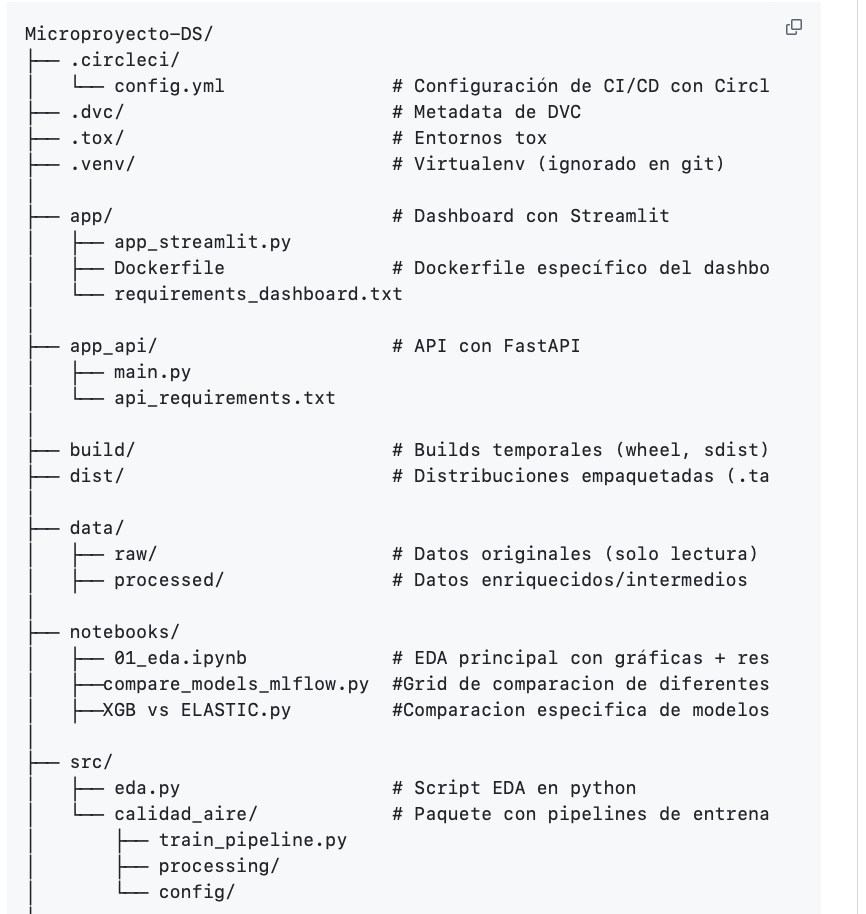 Microproyecto-DS/
├── .circleci/
│   └── config.yml               # Configuración de CI/CD con Circl
├── .dvc/                        # Metadata de DVC
├── .tox/                        # Entornos tox
├── .venv/                       # Virtualenv (ignorado en git)
│
├── app/                         # Dashboard con Streamlit
│   ├── app_streamlit.py
│   ├── Dockerfile               # Dockerfile específico del dashbo
│   └── requirements_dashboard.txt
│
├── app_api/                     # API con FastAPI
│   ├── main.py
│   └── api_requirements.txt
│
├── build/                       # Builds temporales (wheel, sdist)
├── dist/                        # Distribuciones empaquetadas (.ta
│
├── data/
│   ├── raw/                     # Datos originales (solo lectura)
│   ├── processed/               # Datos enriquecidos/intermedios
│
├── notebooks/
│   ├── 01_eda.ipynb             # EDA principal con gráficas + res
│   ├──compare_models_mlflow.py  #Grid de comparacion de diferentes
│   ├──XGB vs ELASTIC.py         #Comparacion especifica de modelos
│
├── src/
│   ├── eda.py                   # Script EDA en python
│   └── calidad_aire/            # Paquete con pipelines de entrena
│       ├── train_pipeline.py
│       ├── processing/
│       └── config/
│